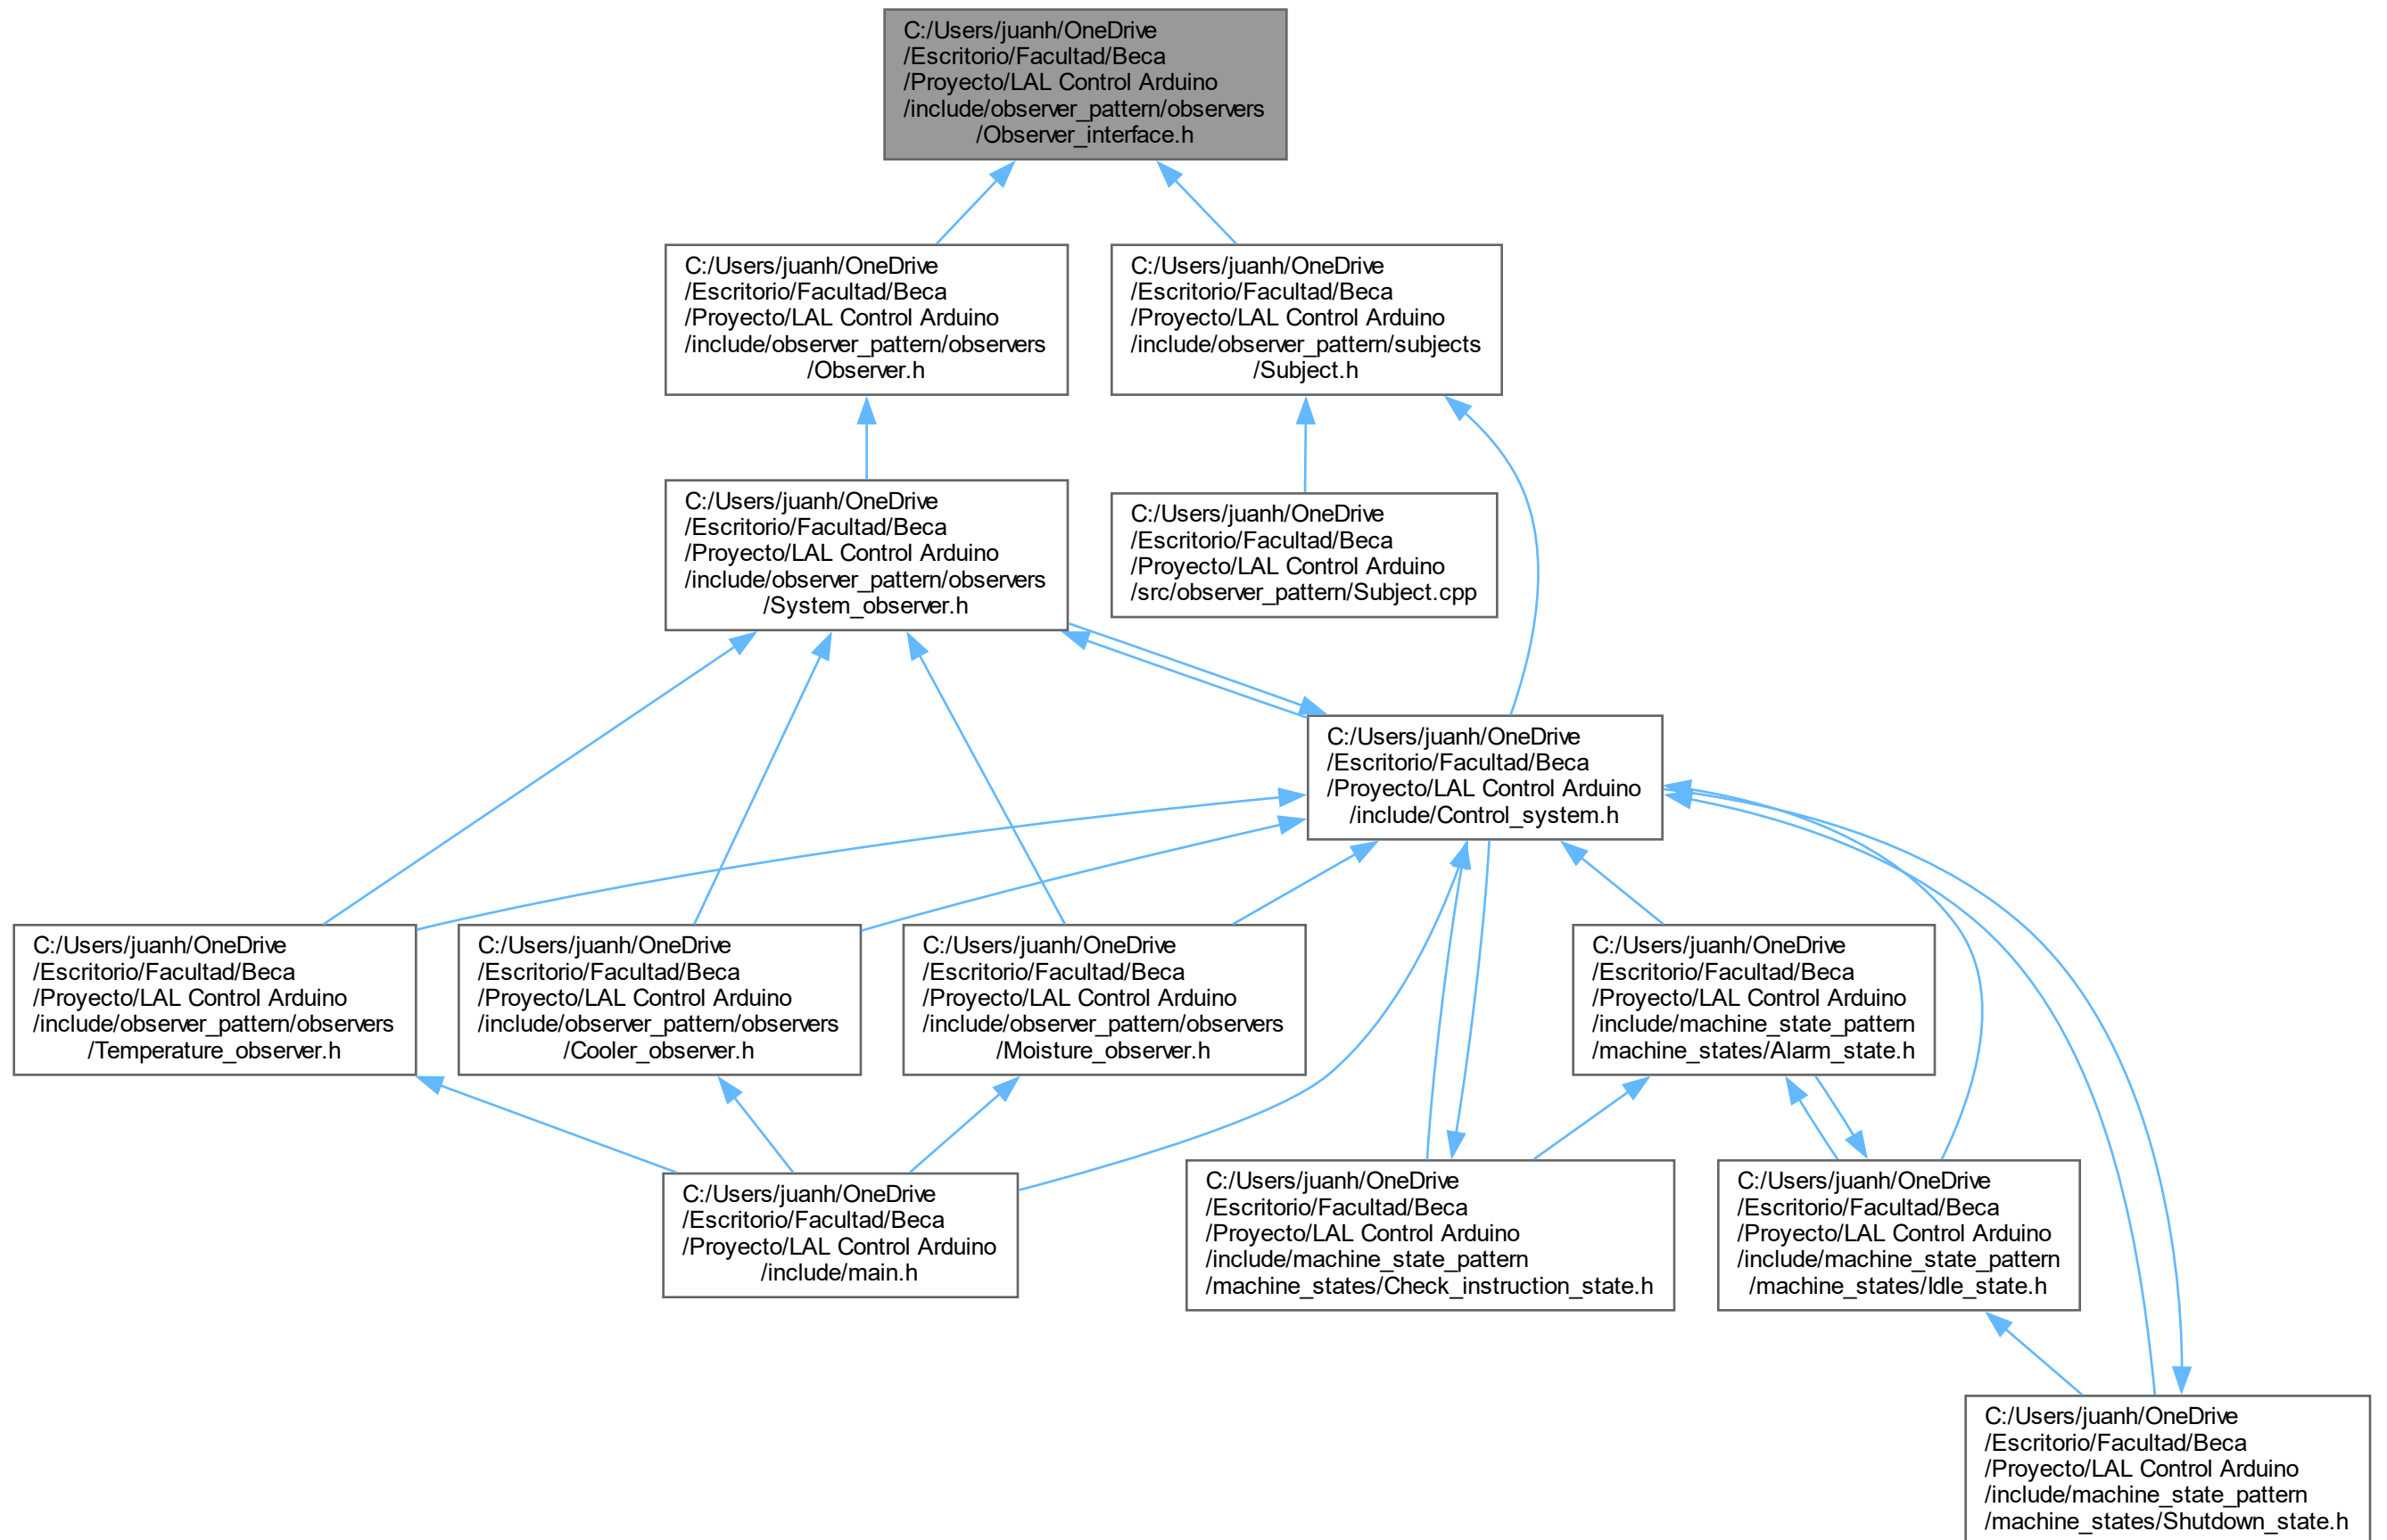 C:/Users/juanh/OneDrive
/Escritorio/Facultad/Beca
/Proyecto/LAL Control Arduino
/include/observer_pattern/observers
/Observer_interface.h
C:/Users/juanh/OneDrive
/Escritorio/Facultad/Beca
/Proyecto/LAL Control Arduino
/include/observer_pattern/observers
/Observer.h
C:/Users/juanh/OneDrive
/Escritorio/Facultad/Beca
/Proyecto/LAL Control Arduino
/include/observer_pattern/subjects
/Subject.h
C:/Users/juanh/OneDrive
/Escritorio/Facultad/Beca
/Proyecto/LAL Control Arduino
/include/observer_pattern/observers
/System_observer.h
C:/Users/juanh/OneDrive
/Escritorio/Facultad/Beca
/Proyecto/LAL Control Arduino
/src/observer_pattern/Subject.cpp
C:/Users/juanh/OneDrive
/Escritorio/Facultad/Beca
/Proyecto/LAL Control Arduino
/include/Control_system.h
C:/Users/juanh/OneDrive
/Escritorio/Facultad/Beca
/Proyecto/LAL Control Arduino
/include/observer_pattern/observers
/Temperature_observer.h
C:/Users/juanh/OneDrive
/Escritorio/Facultad/Beca
/Proyecto/LAL Control Arduino
/include/observer_pattern/observers
/Cooler_observer.h
C:/Users/juanh/OneDrive
/Escritorio/Facultad/Beca
/Proyecto/LAL Control Arduino
/include/observer_pattern/observers
/Moisture_observer.h
C:/Users/juanh/OneDrive
/Escritorio/Facultad/Beca
/Proyecto/LAL Control Arduino
/include/machine_state_pattern
/machine_states/Alarm_state.h
C:/Users/juanh/OneDrive
/Escritorio/Facultad/Beca
/Proyecto/LAL Control Arduino
/include/main.h
C:/Users/juanh/OneDrive
/Escritorio/Facultad/Beca
/Proyecto/LAL Control Arduino
/include/machine_state_pattern
/machine_states/Check_instruction_state.h
C:/Users/juanh/OneDrive
/Escritorio/Facultad/Beca
/Proyecto/LAL Control Arduino
/include/machine_state_pattern
/machine_states/Idle_state.h
C:/Users/juanh/OneDrive
/Escritorio/Facultad/Beca
/Proyecto/LAL Control Arduino
/include/machine_state_pattern
/machine_states/Shutdown_state.h